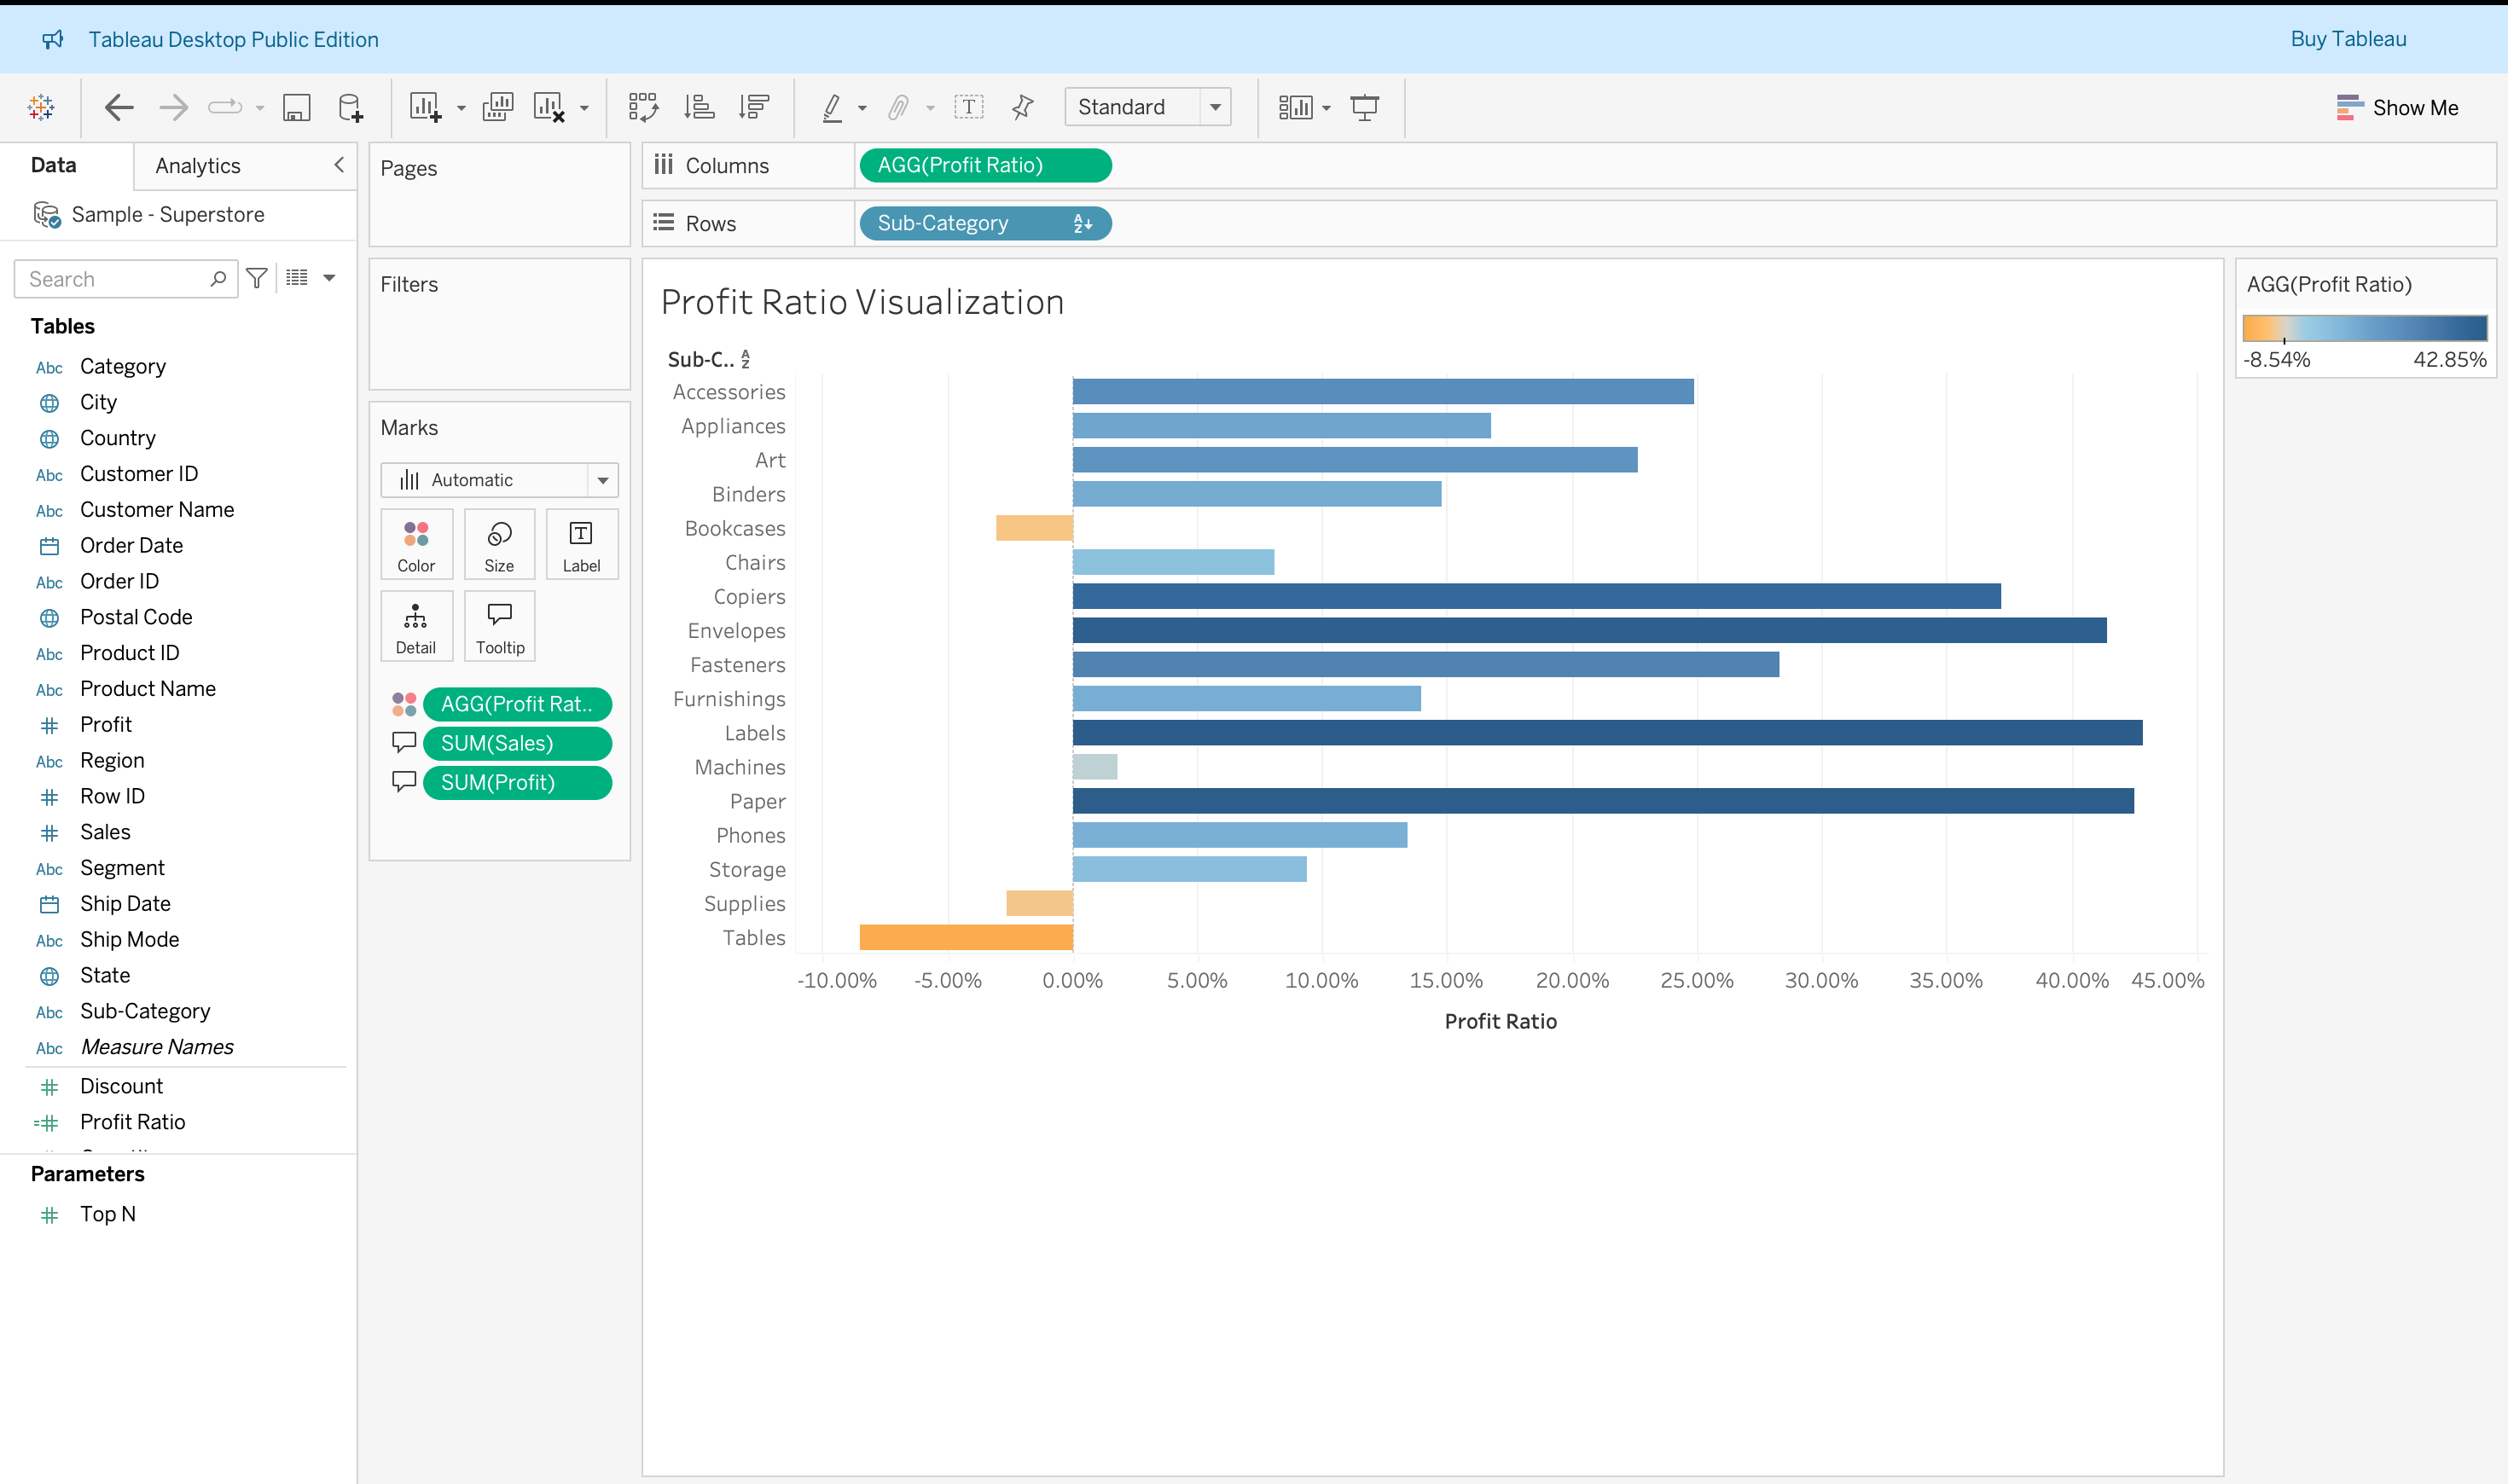 Tableau Desktop Public Edition
Buy Tableau
Standard
Show Me
Data
Analytics
Sample - Superstore
Search
Tables
Abc Category
City
Country
Abc Customer ID
Abc Customer Name
Order Date
Abc Order ID
Postal Code
Abc Product ID
Abc Product Name
# Profit
Abc Region
# Row ID
# Sales
Abc Segment
Ship Date
Abc Ship Mode
State
Abc Sub-Category
Abc Measure Names
# Discount
=# Profit Ratio
Parameters
# Top N
Pages
Filters
Marks
Automatic
Color
Size
Label
Detail
Tooltip
AGG(Profit Rat..
SUM(Sales)
SUM(Profit)
Columns
AGG(Profit Ratio)
Rows
Sub-Category
Profit Ratio Visualization
Sub-C..
Accessories
Appliances
Art
Binders
Bookcases
Chairs
Copiers
Envelopes
Fasteners
Furnishings
Labels
Machines
Paper
Phones
Storage
Supplies
Tables
-10.00% -5.00% 0.00% 5.00% 10.00% 15.00% 20.00% 25.00% 30.00% 35.00% 40.00% 45.00%
Profit Ratio
AGG(Profit Ratio)
-8.54% 42.85%